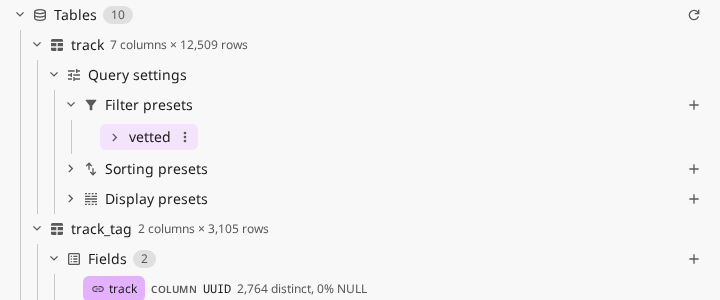 Tables 10
track 7 columns × 12,509 rows
Query settings
Filter presets
vetted
Sorting presets
Display presets
track_tag 2 columns × 3,105 rows
Fields 2
track COLUMN UUID 2,764 distinct, 0% NULL